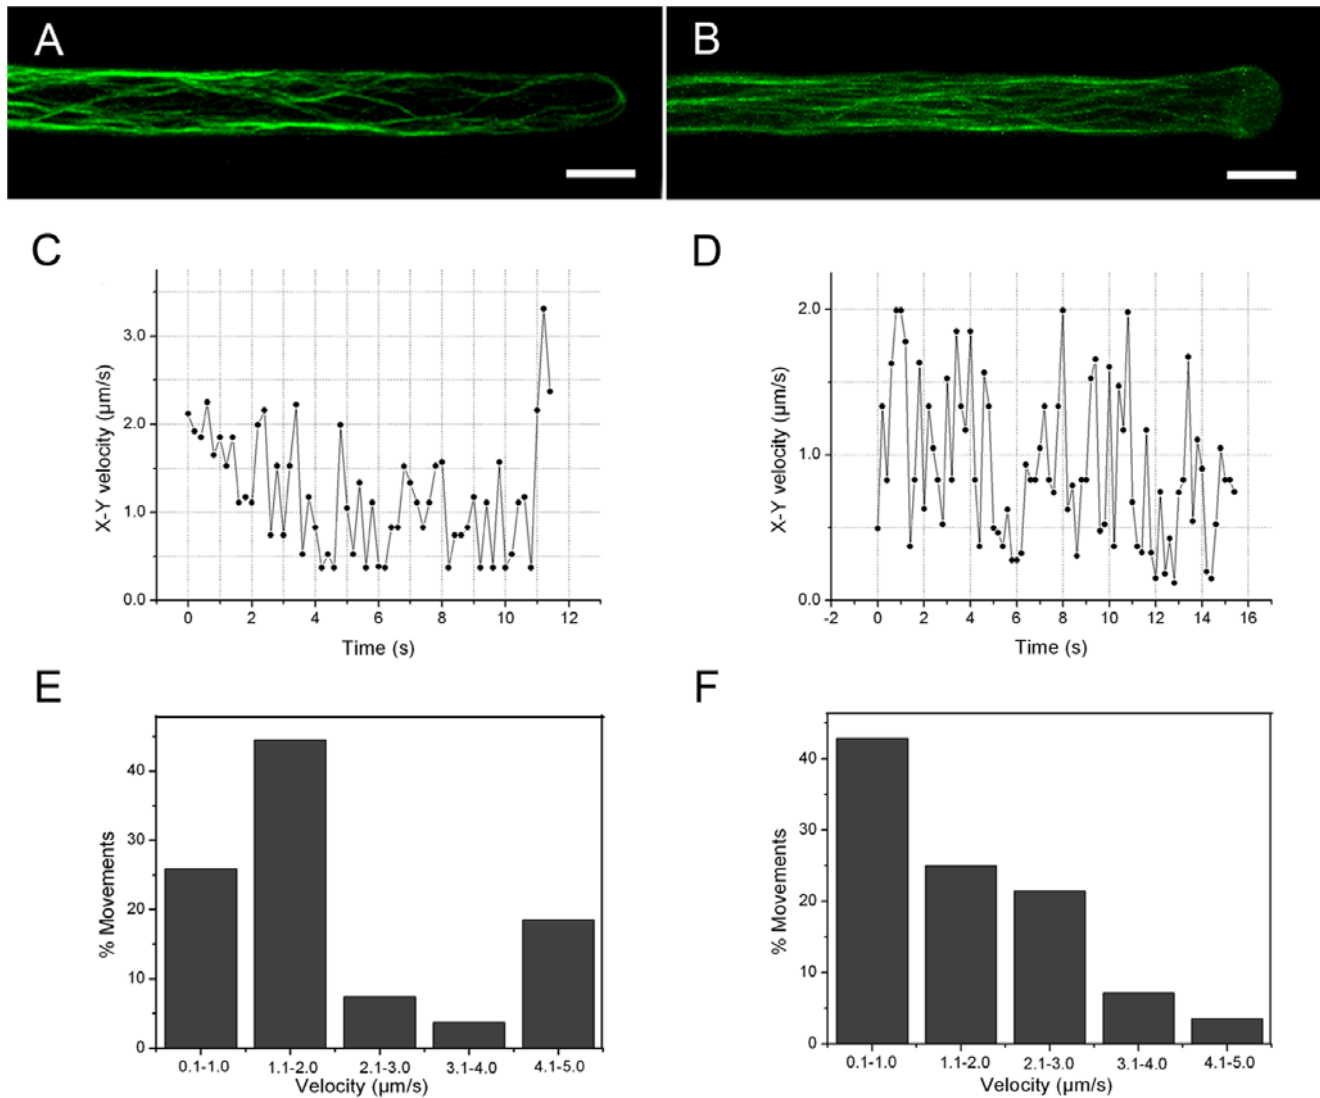 A
B
C
X-Y velocity (µm/s)
3.0
2.0
1.0
0.0
0 2 4 6 8 10 12
Time (s)
D
X-Y velocity (µm/s)
2.0
1.0
0.0
-2 0 2 4 6 8 10 12 14 16
Time (s)
E
% Movements
40
30
20
10
0
0.1-1.0 1.1-2.0 2.1-3.0 3.1-4.0 4.1-5.0
Velocity (µm/s)
F
% Movements
40
30
20
10
0
0.1-1.0 1.1-2.0 2.1-3.0 3.1-4.0 4.1-5.0
Velocity (µm/s)